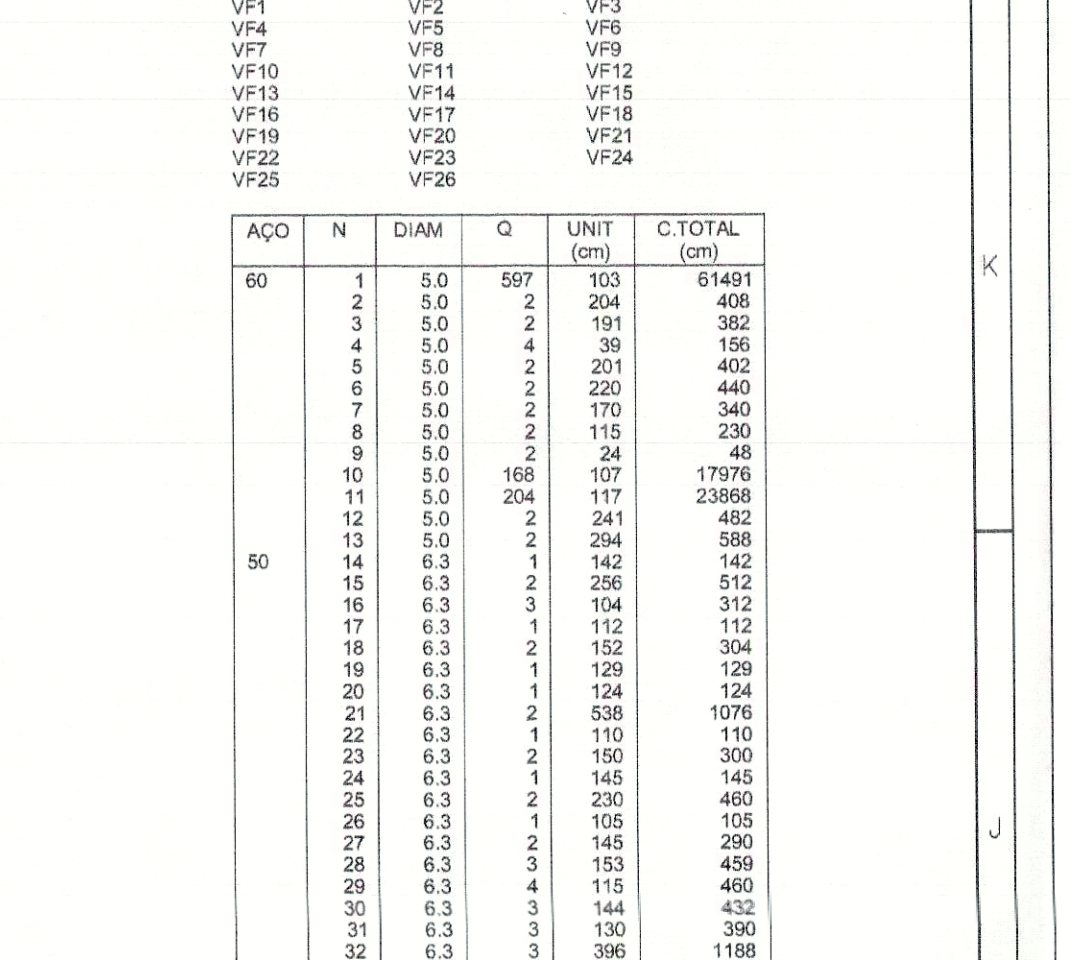 VF1 VF2 VF3
VF4 VF5 VF6
VF7 VF8 VF9
VF10 VF11 VF12
VF13 VF14 VF15
VF16 VF17 VF18
VF19 VF20 VF21
VF22 VF23 VF24
VF25 VF26
AÇO N DIAM Q UNIT C.TOTAL
(cm) (cm)
60 1 5.0 597 103 61491
2 5.0 2 204 408
3 5.0 2 191 382
4 5.0 4 39 156
5 5.0 2 201 402
6 5.0 2 220 440
7 5.0 2 170 340
8 5.0 2 115 230
9 5.0 2 24 48
10 5.0 168 107 17976
11 5.0 204 117 23868
12 5.0 2 241 482
13 5.0 2 294 588
50 14 6.3 1 142 142
15 6.3 2 256 512
16 6.3 3 104 312
17 6.3 1 112 112
18 6.3 2 152 304
19 6.3 1 129 129
20 6.3 1 124 124
21 6.3 2 538 1076
22 6.3 1 110 110
23 6.3 2 150 300
24 6.3 1 145 145
25 6.3 2 230 460
26 6.3 1 105 105
27 6.3 2 145 290
28 6.3 3 153 459
29 6.3 4 115 460
30 6.3 3 144 432
31 6.3 3 130 390
32 6.3 3 396 1188
K
J